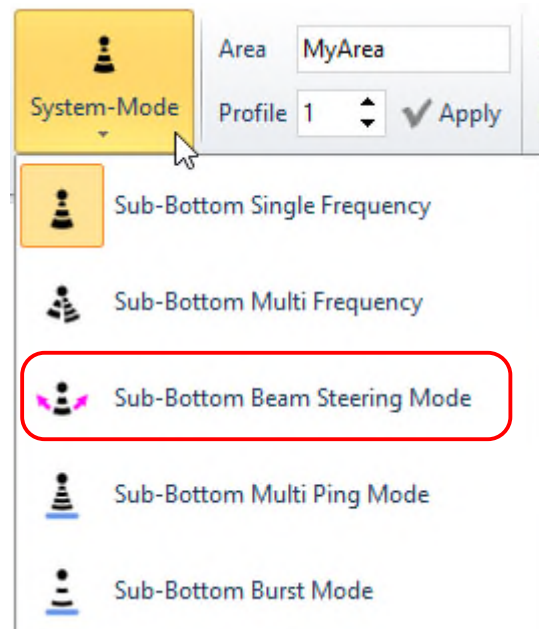 System-Mode
Area MyArea
Profile 1 Apply
Sub-Bottom Single Frequency
Sub-Bottom Multi Frequency
Sub-Bottom Beam Steering Mode
Sub-Bottom Multi Ping Mode
Sub-Bottom Burst Mode